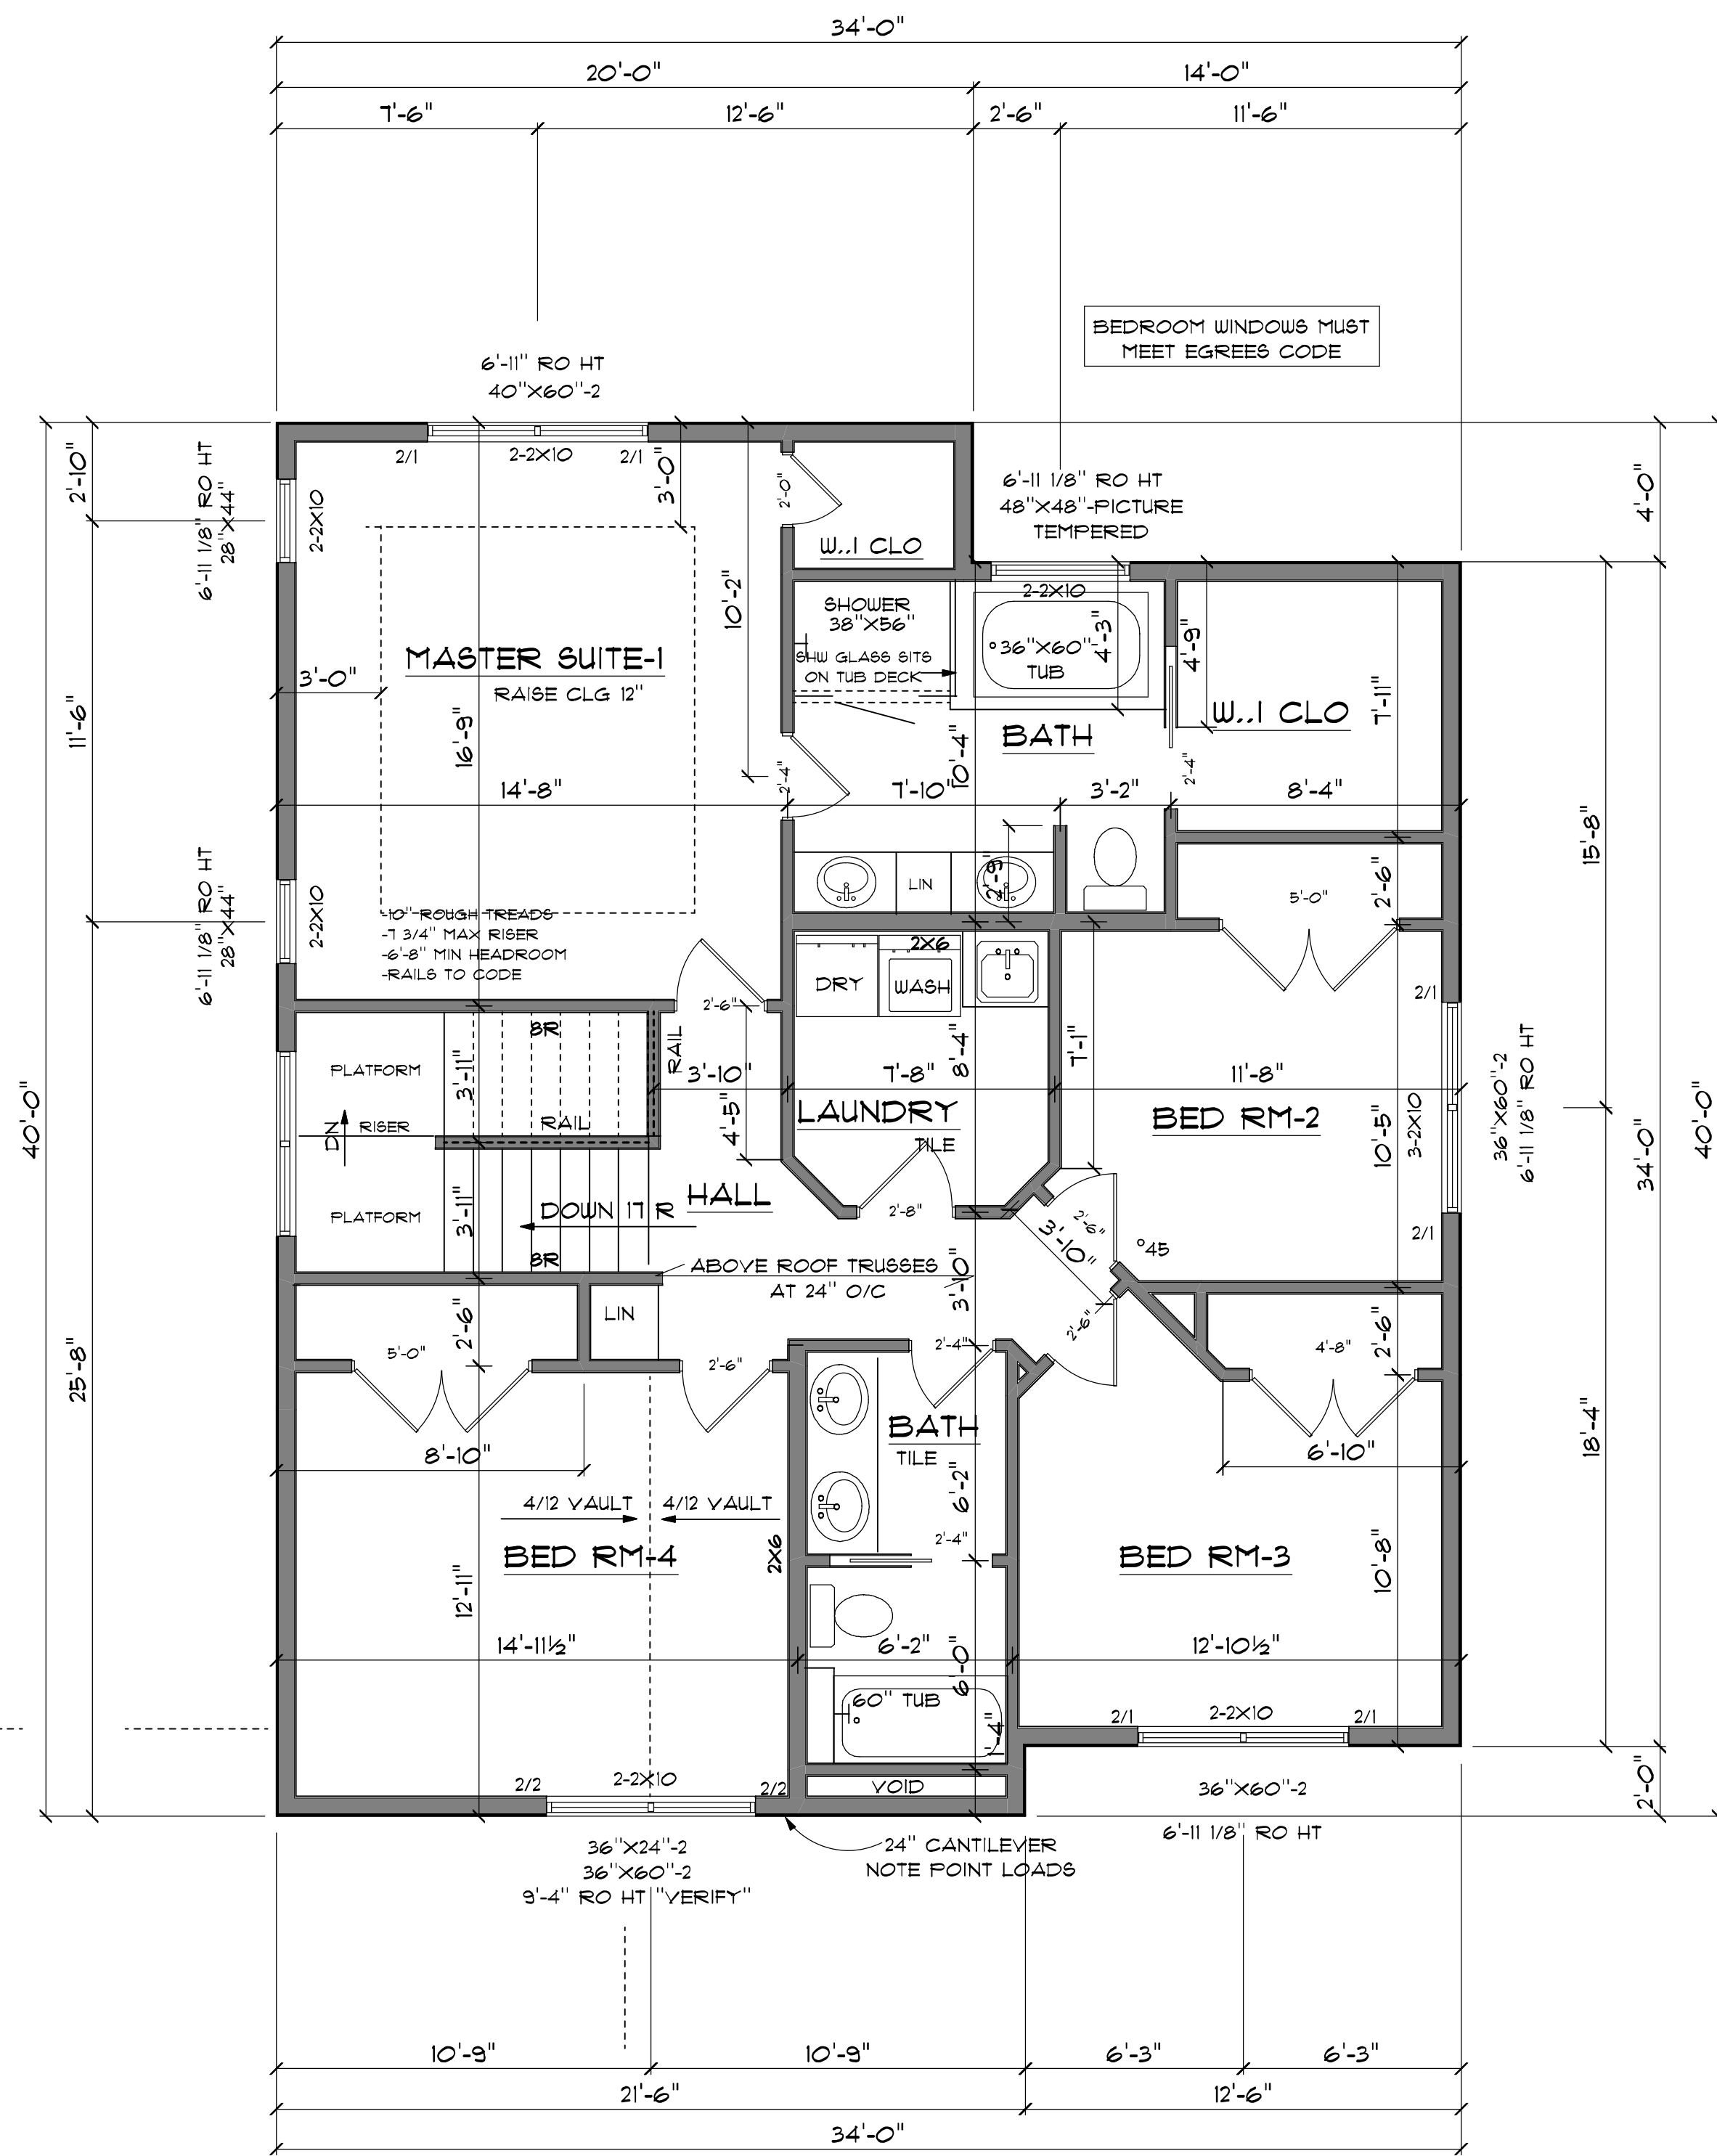 34'-0"
20'-0"
14'-0"
7'-6"
12'-6"
2'-6"
11'-6"
BEDROOM WINDOWS MUST
MEET EGREES CODE
6'-11" RO HT
40"X60"-2
2'-10"
6'-11 1/8" RO HT
28"X44"
2-2X10
2/1
2-2X10
2/1
3'-0"
2'-0"
W..I CLO
6'-11 1/8" RO HT
48"X48"-PICTURE
TEMPERED
4'-0"
10'-2"
SHOWER
38"X56"
SHW GLASS SITS
ON TUB DECK
2-2X10
36"X60"
TUB
4'-3"
4'-9"
7'-11"
W..I CLO
MASTER SUITE-1
RAISE CLG 12"
3'-0"
11'-6"
16'-9"
BATH
10'-4"
2'-4"
2'-4"
14'-8"
7'-10"
3'-2"
8'-4"
15'-8"
6'-11 1/8" RO HT
28"X44"
2-2X10
-10" ROUGH TREADS
-7 3/4" MAX RISER
-6'-8" MIN HEADROOM
-RAILS TO CODE
LIN
2'-9"
5'-0"
2'-6"
2X6
DRY
WASH
2'-6"
2/1
8R
RAIL
PLATFORM
3'-11"
3'-10"
7'-8"
8'-4"
7'-1"
11'-8"
36"X60"-2
6'-11 1/8" RO HT
40'-0"
DN
RISER
RAIL
4'-5"
LAUNDRY
TILE
BED RM-2
10'-5"
3-2X10
34'-0"
40'-0"
PLATFORM
3'-11"
DOWN 17 R
HALL
2'-8"
2'-6"
3'-10"
°45
2/1
8R
ABOVE ROOF TRUSSES
AT 24" O/C
3'-10"
LIN
2'-6"
2'-6"
5'-0"
2'-6"
2'-4"
4'-8"
2'-6"
25'-8"
8'-10"
BATH
TILE
6'-10"
18'-4"
4/12 VAULT
4/12 VAULT
6'-2"
BED RM-4
2X6
2'-4"
BED RM-3
12'-11"
10'-8"
14'-11½"
6'-2"
12'-10½"
6'-0"
60" TUB
1'-4"
2/1
2-2X10
2/1
2/2
2-2X10
2/2
VOID
36"X60"-2
6'-11 1/8" RO HT
2'-0"
36"X24"-2
36"X60"-2
9'-4" RO HT "VERIFY"
24" CANTILEVER
NOTE POINT LOADS
10'-9"
10'-9"
6'-3"
6'-3"
21'-6"
12'-6"
34'-0"